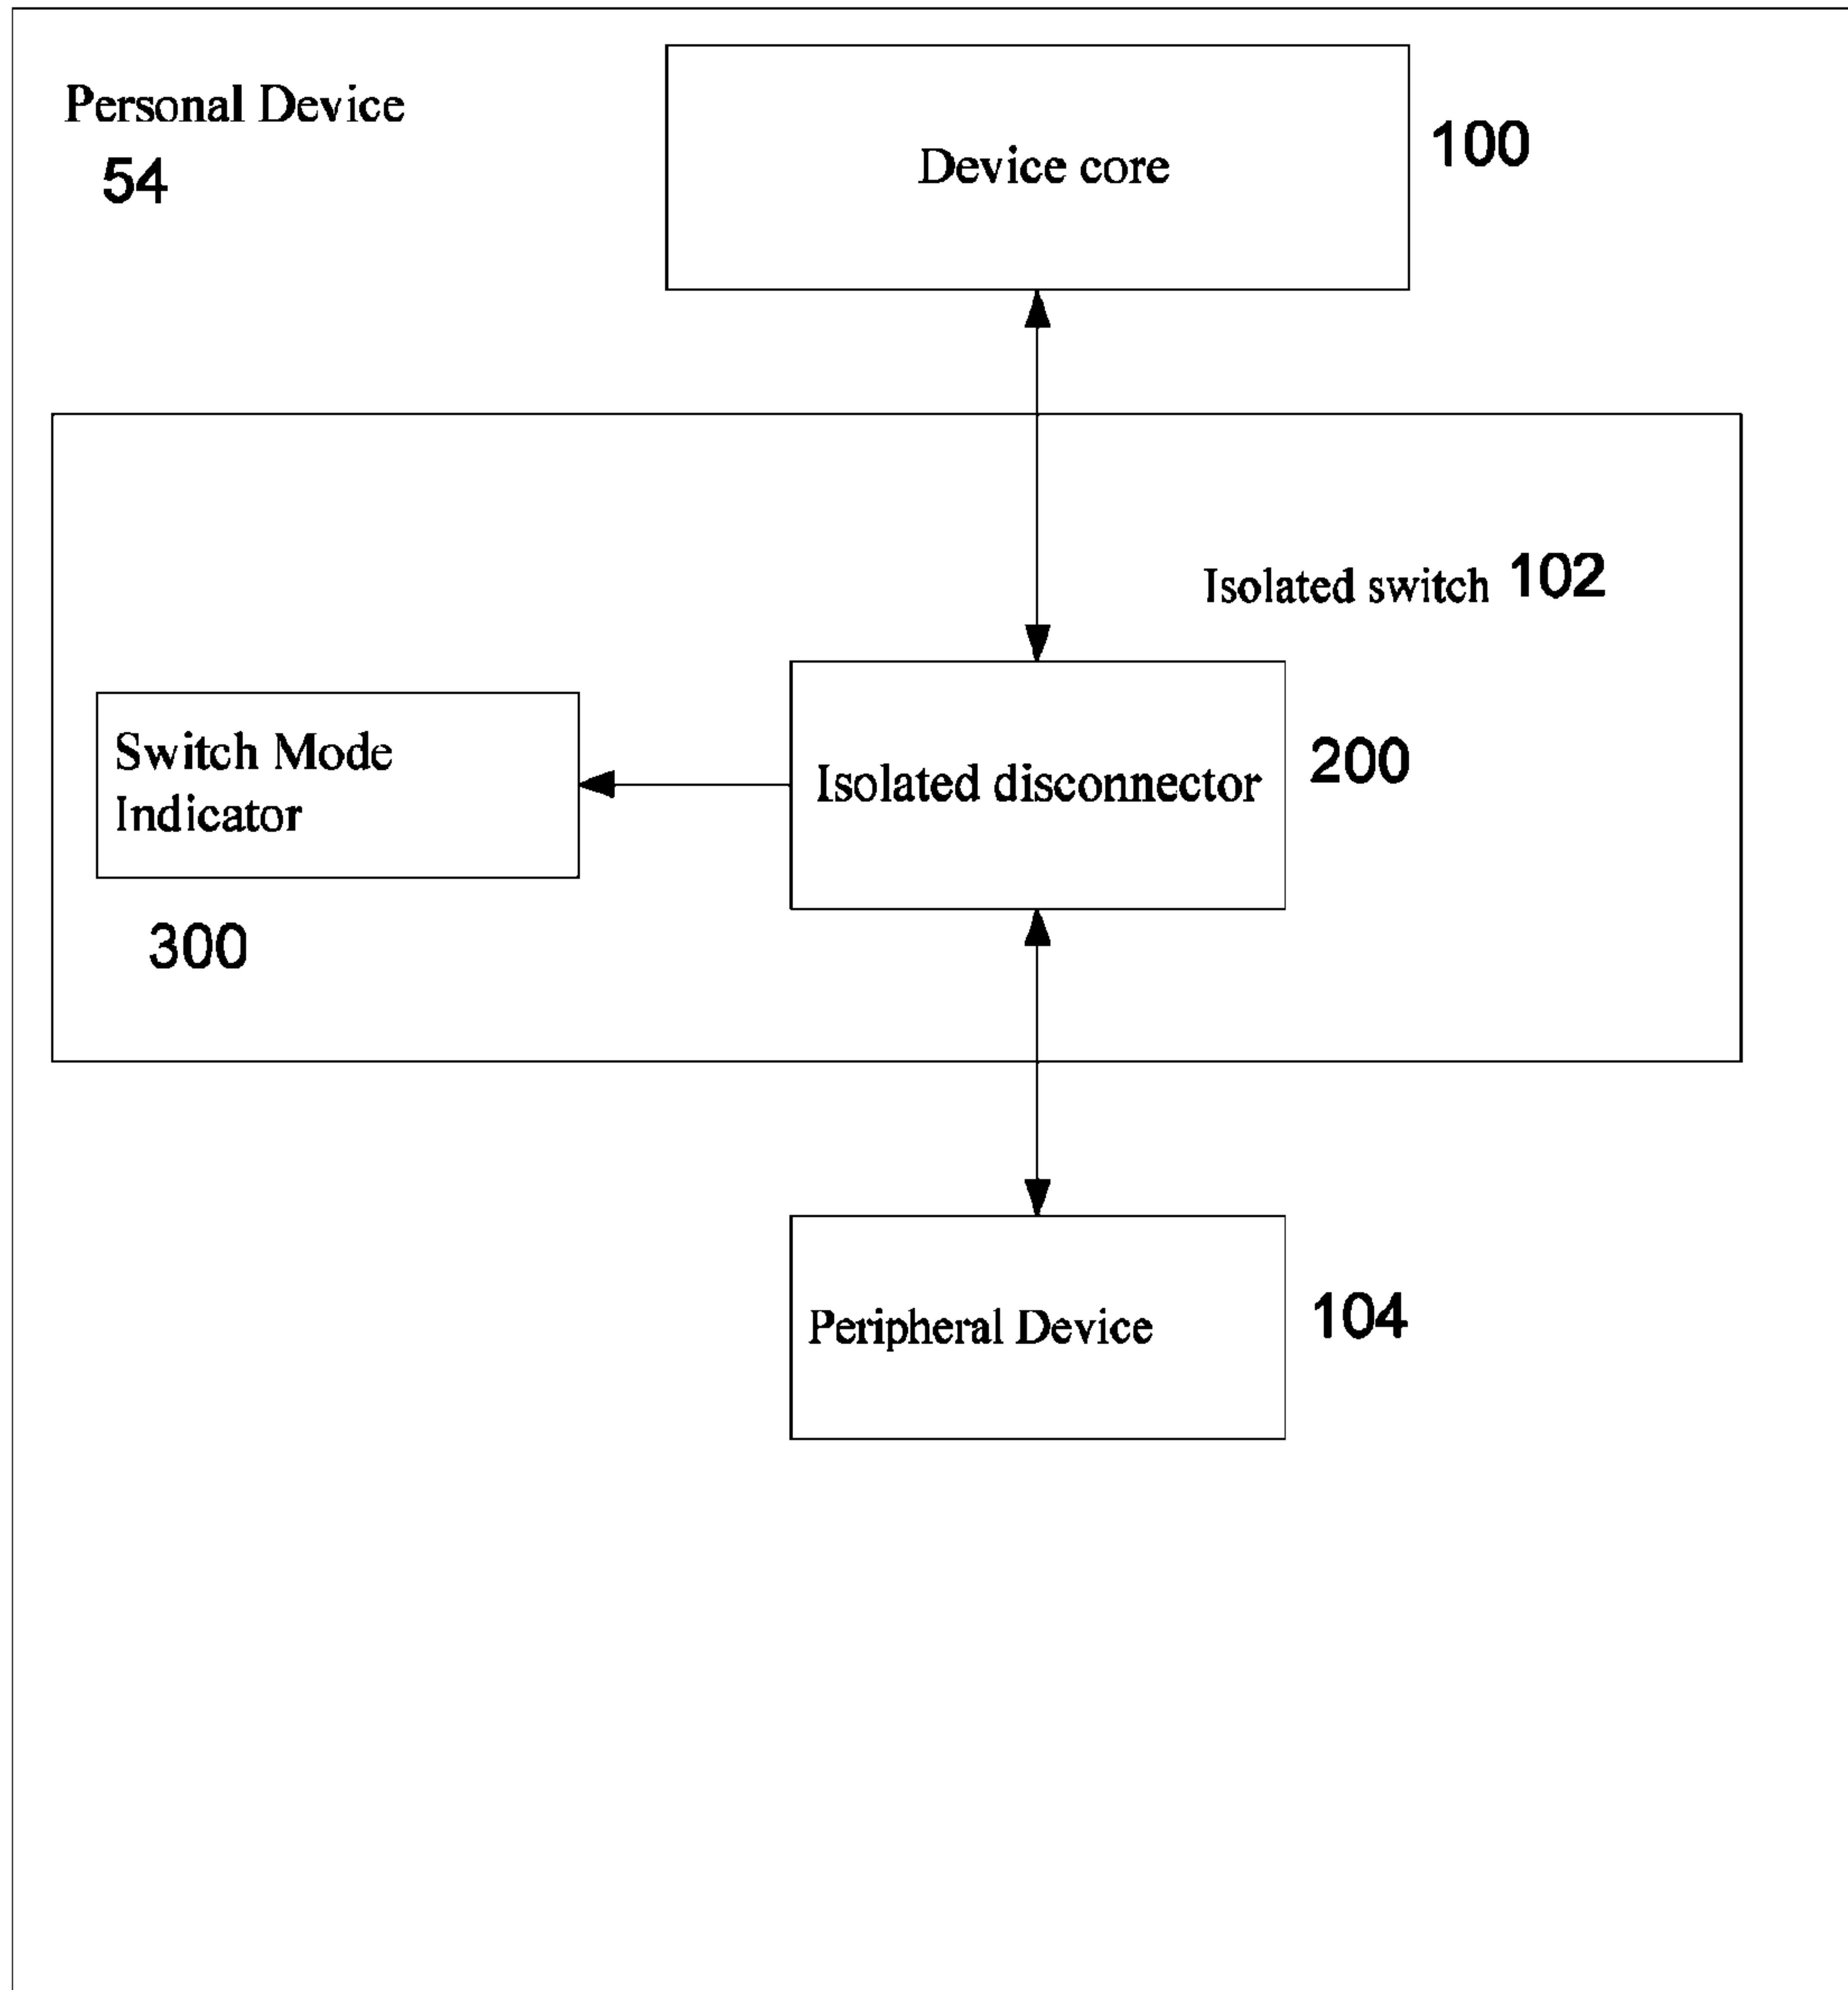 Personal Device
54
Device core
100
Isolated switch 102
Switch Mode
Indicator
300
Isolated disconnector
200
Peripheral Device
104